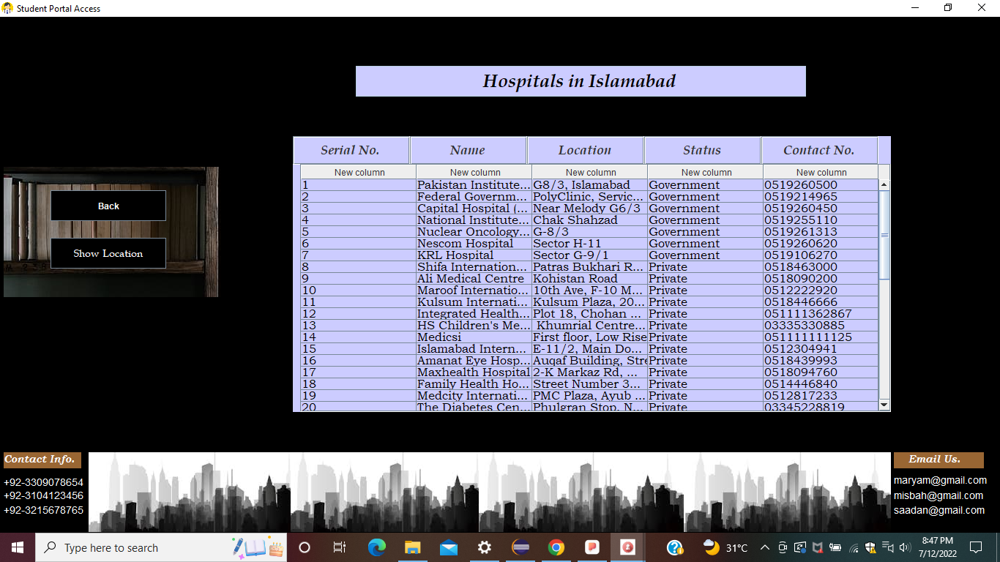 Student Portal Access
Hospitals in Islamabad
Serial No. Name Location Status Contact No.
New column New column New column New column New column
1 Pakistan Institute... G8/3, Islamabad Government 0519260500
2 Federal Governm... PolyClinic, Servic... Government 0519214965
3 Capital Hospital (... Near Melody G6/3 Government 0519260450
4 National Institute... Chak Shahzad Government 0519255110
5 Nuclear Oncology... G-8/3 Government 0519261313
6 Nescom Hospital Sector H-11 Government 0519260620
7 KRL Hospital Sector G-9/1 Government 0519106270
8 Shifa Internation... Patras Bukhari R... Private 0518463000
9 Ali Medical Centre Kohistan Road Private 0518090200
10 Maroof Internatio... 10th Ave, F-10 M... Private 0512222920
11 Kulsum Internati... Kulsum Plaza, 20... Private 0518446666
12 Integrated Health... Plot 18, Chohan ... Private 051111362867
13 HS Children's Me... Khumrial Centre... Private 03335330885
14 Medicsi First floor, Low Rise Private 051111111125
15 Islamabad Intern... E-11/2, Main Do... Private 0512304941
16 Amanat Eye Hosp... Auqaf Building, Stre Private 0518439993
17 Maxhealth Hospital 2-K Markaz Rd, ... Private 0518094760
18 Family Health Ho... Street Number 3... Private 0514446840
19 Medcity Internati... PMC Plaza, Ayub ... Private 0512817233
20 The Diabetes Cen... Phulgran Stop, N... Private 03345228819
Back
Show Location
Contact Info.
+92-3309078654
+92-3104123456
+92-3215678765
Email Us.
maryam@gmail.com
misbah@gmail.com
saadan@gmail.com
Type here to search
31°C
8:47 PM
7/12/2022